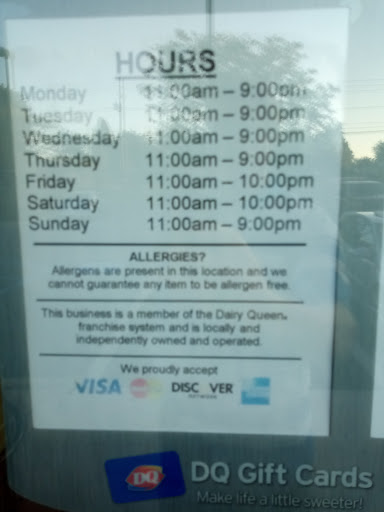 HOURS
Monday 11:00am – 9:00pm
Tuesday 11:00am – 9:00pm
Wednesday 11:00am – 9:00pm
Thursday 11:00am – 9:00pm
Friday 11:00am – 10:00pm
Saturday 11:00am – 10:00pm
Sunday 11:00am – 9:00pm
ALLERGIES?
Allergens are present in this location and we
cannot guarantee any item to be allergen free.
This business is a member of the Dairy Queen®
franchise system and is locally and
independently owned and operated.
We proudly accept
VISA DISC VER
NETWORK
DQ DQ Gift Cards
Make life a little sweeter!